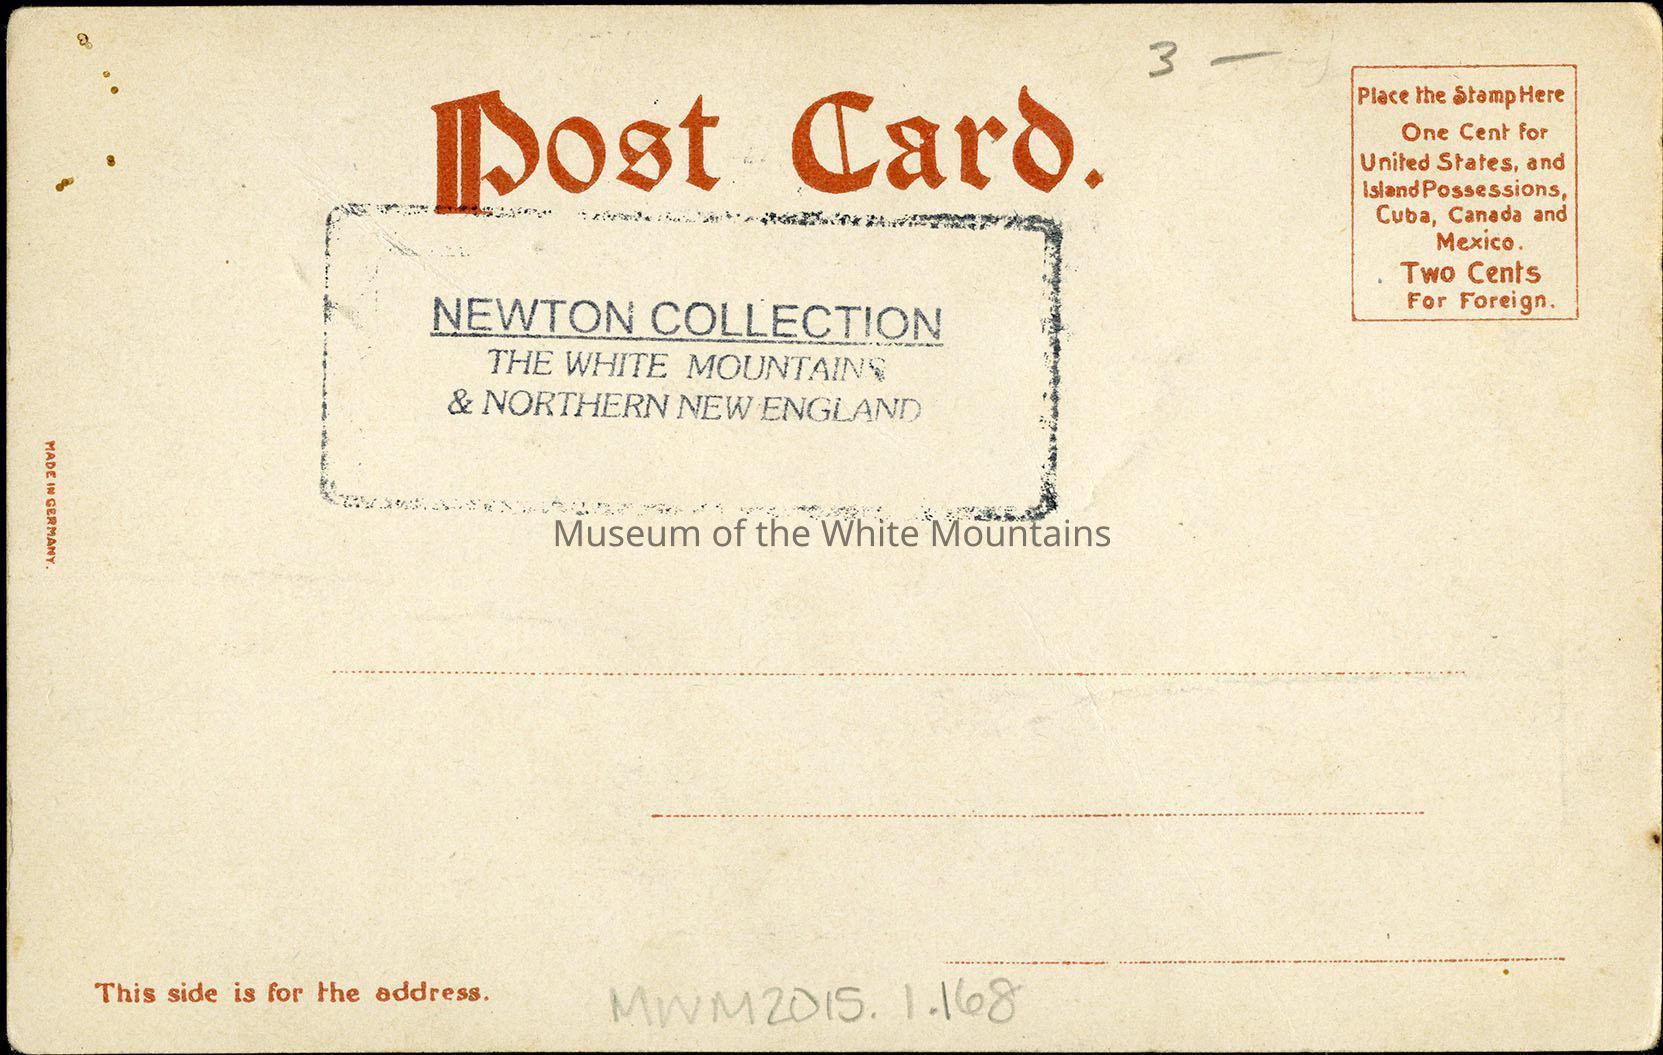 3 —
Post Card.
Place the Stamp Here
One Cent for
United States, and
Island Possessions,
Cuba, Canada and
Mexico.
Two Cents
For Foreign.
NEWTON COLLECTION
THE WHITE MOUNTAINS
& NORTHERN NEW ENGLAND
MADE IN GERMANY.
Museum of the White Mountains
This side is for the address.
MWM2015.1.168